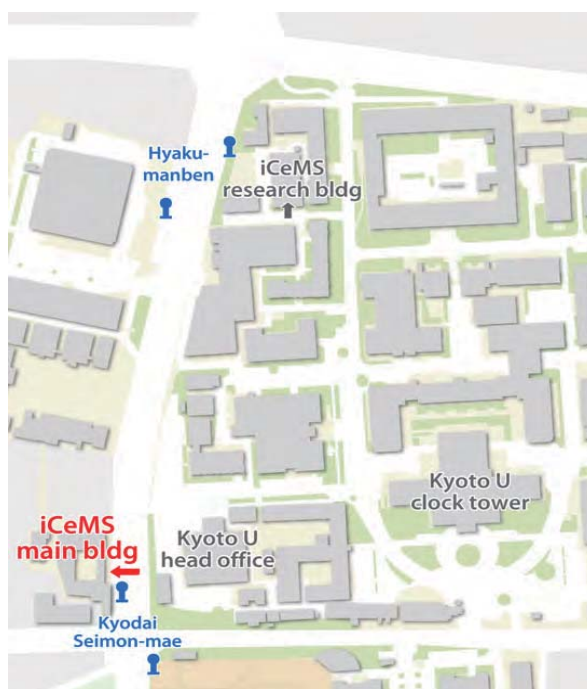 Hyaku-
manben
iCeMS
research bldg
Kyoto U
clock tower
iCeMS
main bldg
Kyoto U
head office
Kyodai
Seimon-mae